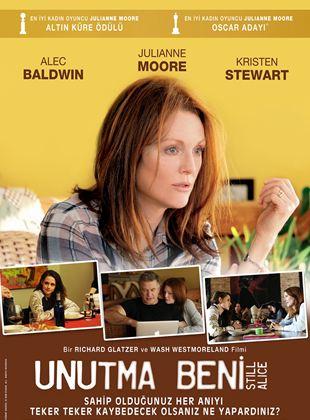 EN İYİ KADIN OYUNCU JULIANNE MOORE
ALTIN KÜRE ÖDÜLÜ
EN İYİ KADIN OYUNCU JULIANNE MOORE
OSCAR ADAYI
ALEC
BALDWIN
JULIANNE
MOORE
KRISTEN
STEWART
Bir RICHARD GLATZER ve WASH WESTMORELAND Filmi
UNUTMA BENİ
STILL
ALICE
SAHİP OLDUĞUNUZ HER ANIYI
TEKER TEKER KAYBEDECEK OLSANIZ NE YAPARDINIZ?